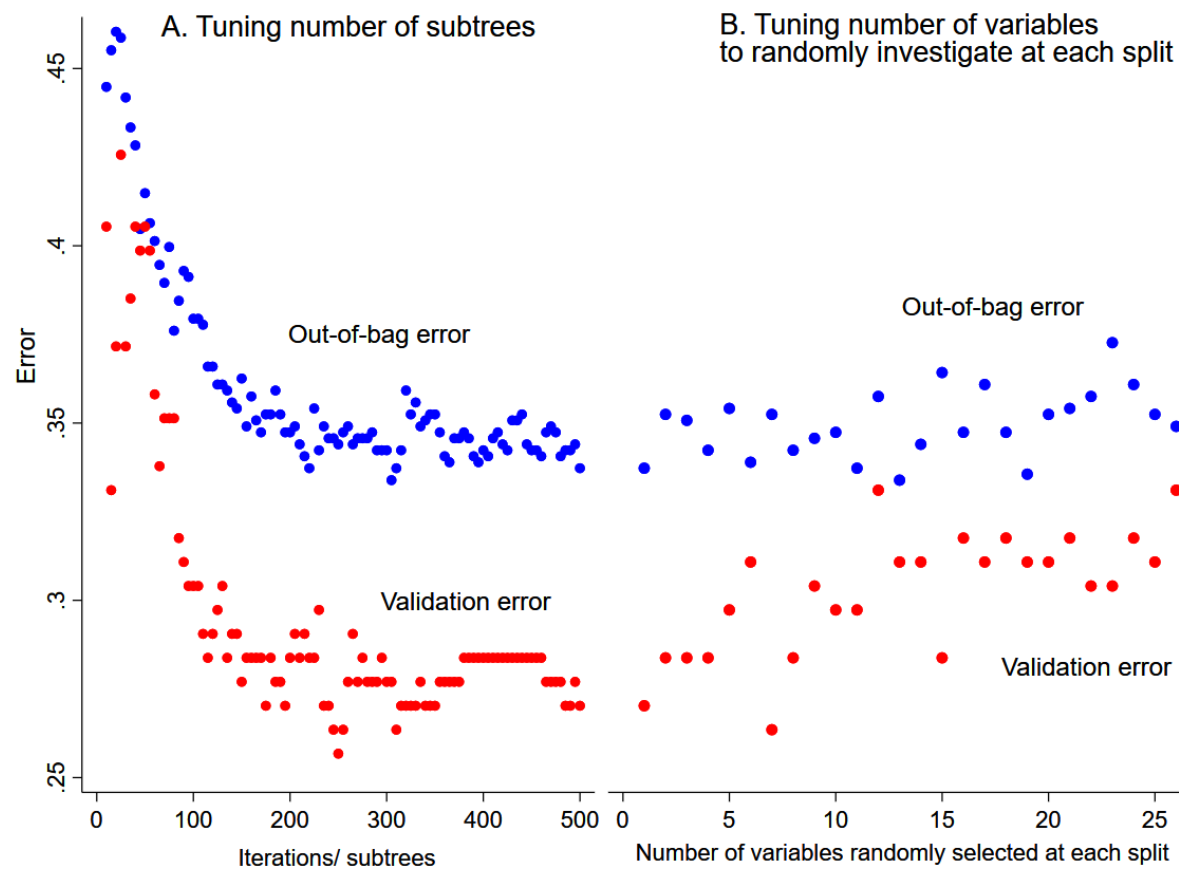 A. Tuning number of subtrees
B. Tuning number of variables
to randomly investigate at each split
Error
.45
.4
.35
.3
.25
Out-of-bag error
Validation error
Out-of-bag error
Validation error
0 100 200 300 400 500
0 5 10 15 20 25
Iterations/ subtrees
Number of variables randomly selected at each split